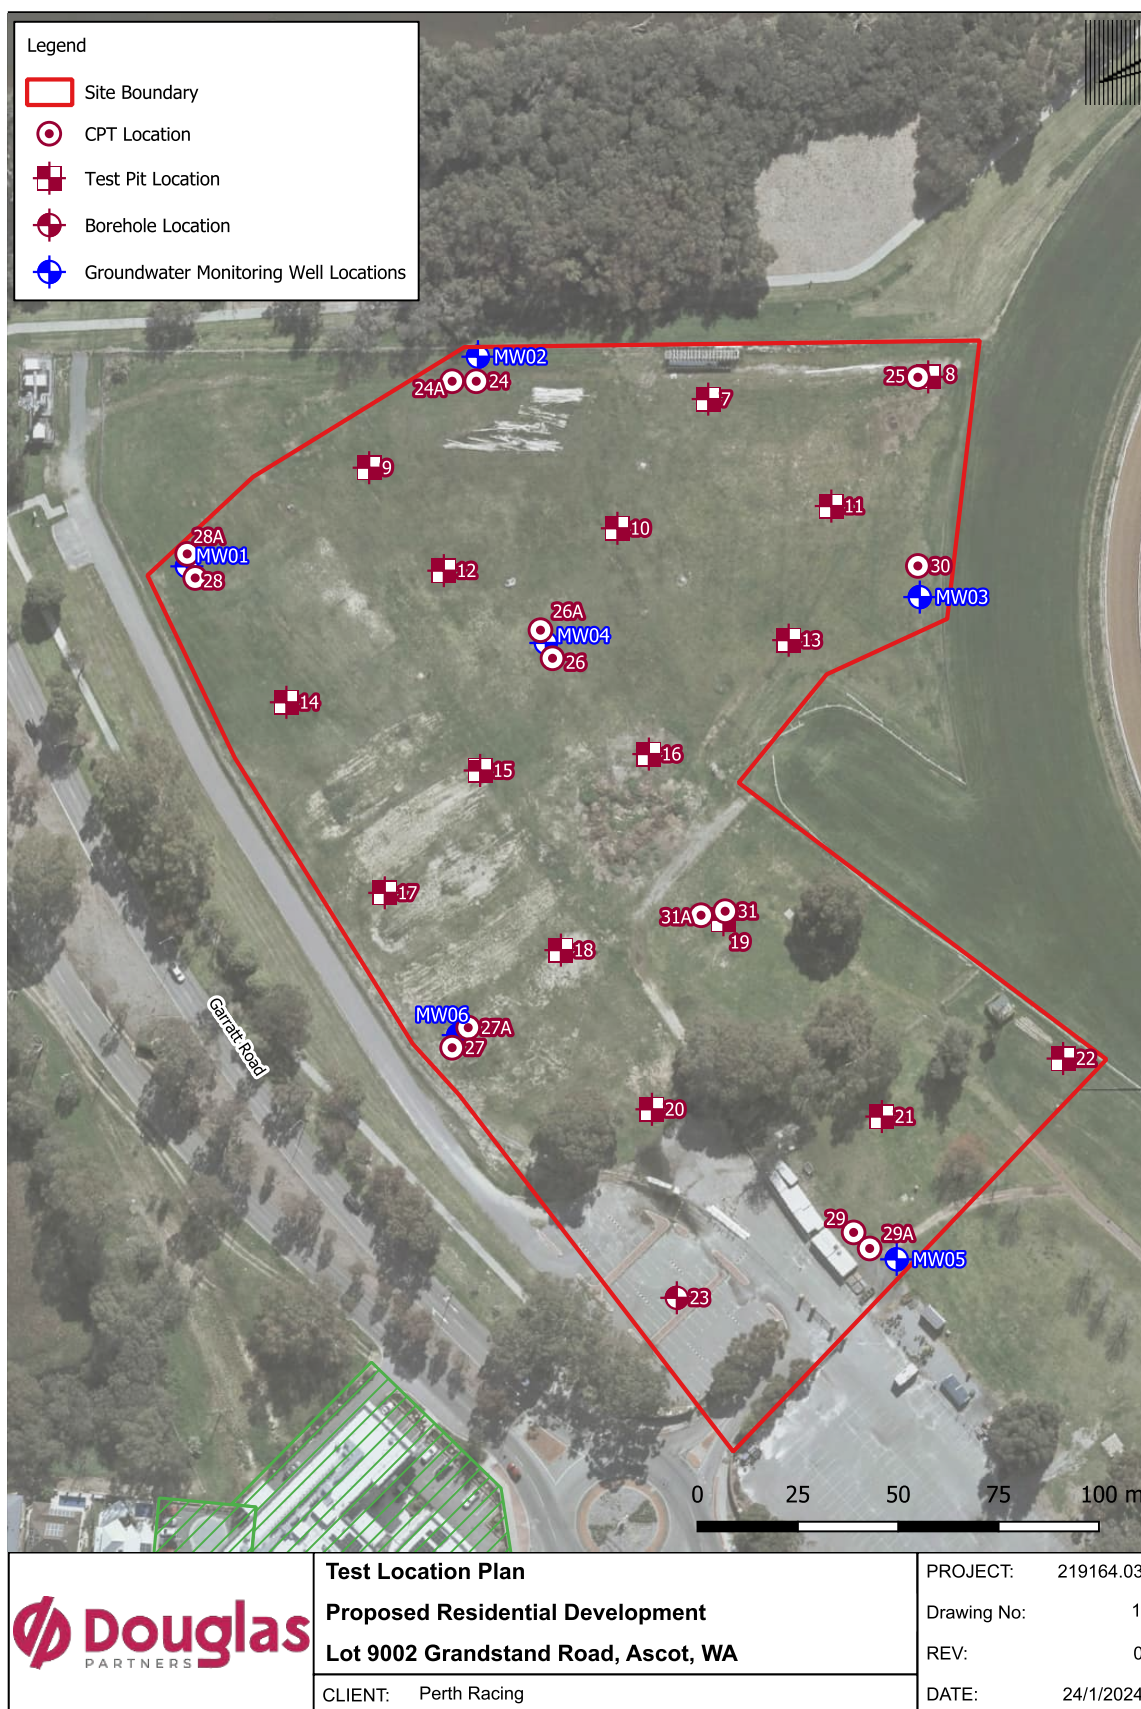 Legend
Site Boundary
CPT Location
Test Pit Location
Borehole Location
Groundwater Monitoring Well Locations
MW02
24A
24
7
25
8
9
11
10
28A
MW01
28
12
30
MW03
26A
MW04
26
13
14
16
15
17
31A
31
19
18
MW06
27A
27
22
20
21
29
29A
MW05
23
Garratt Road
0 25 50 75 100 m
Douglas
PARTNERS
Test Location Plan
Proposed Residential Development
Lot 9002 Grandstand Road, Ascot, WA
CLIENT: Perth Racing
PROJECT: 219164.03
Drawing No: 1
REV: 0
DATE: 24/1/2024